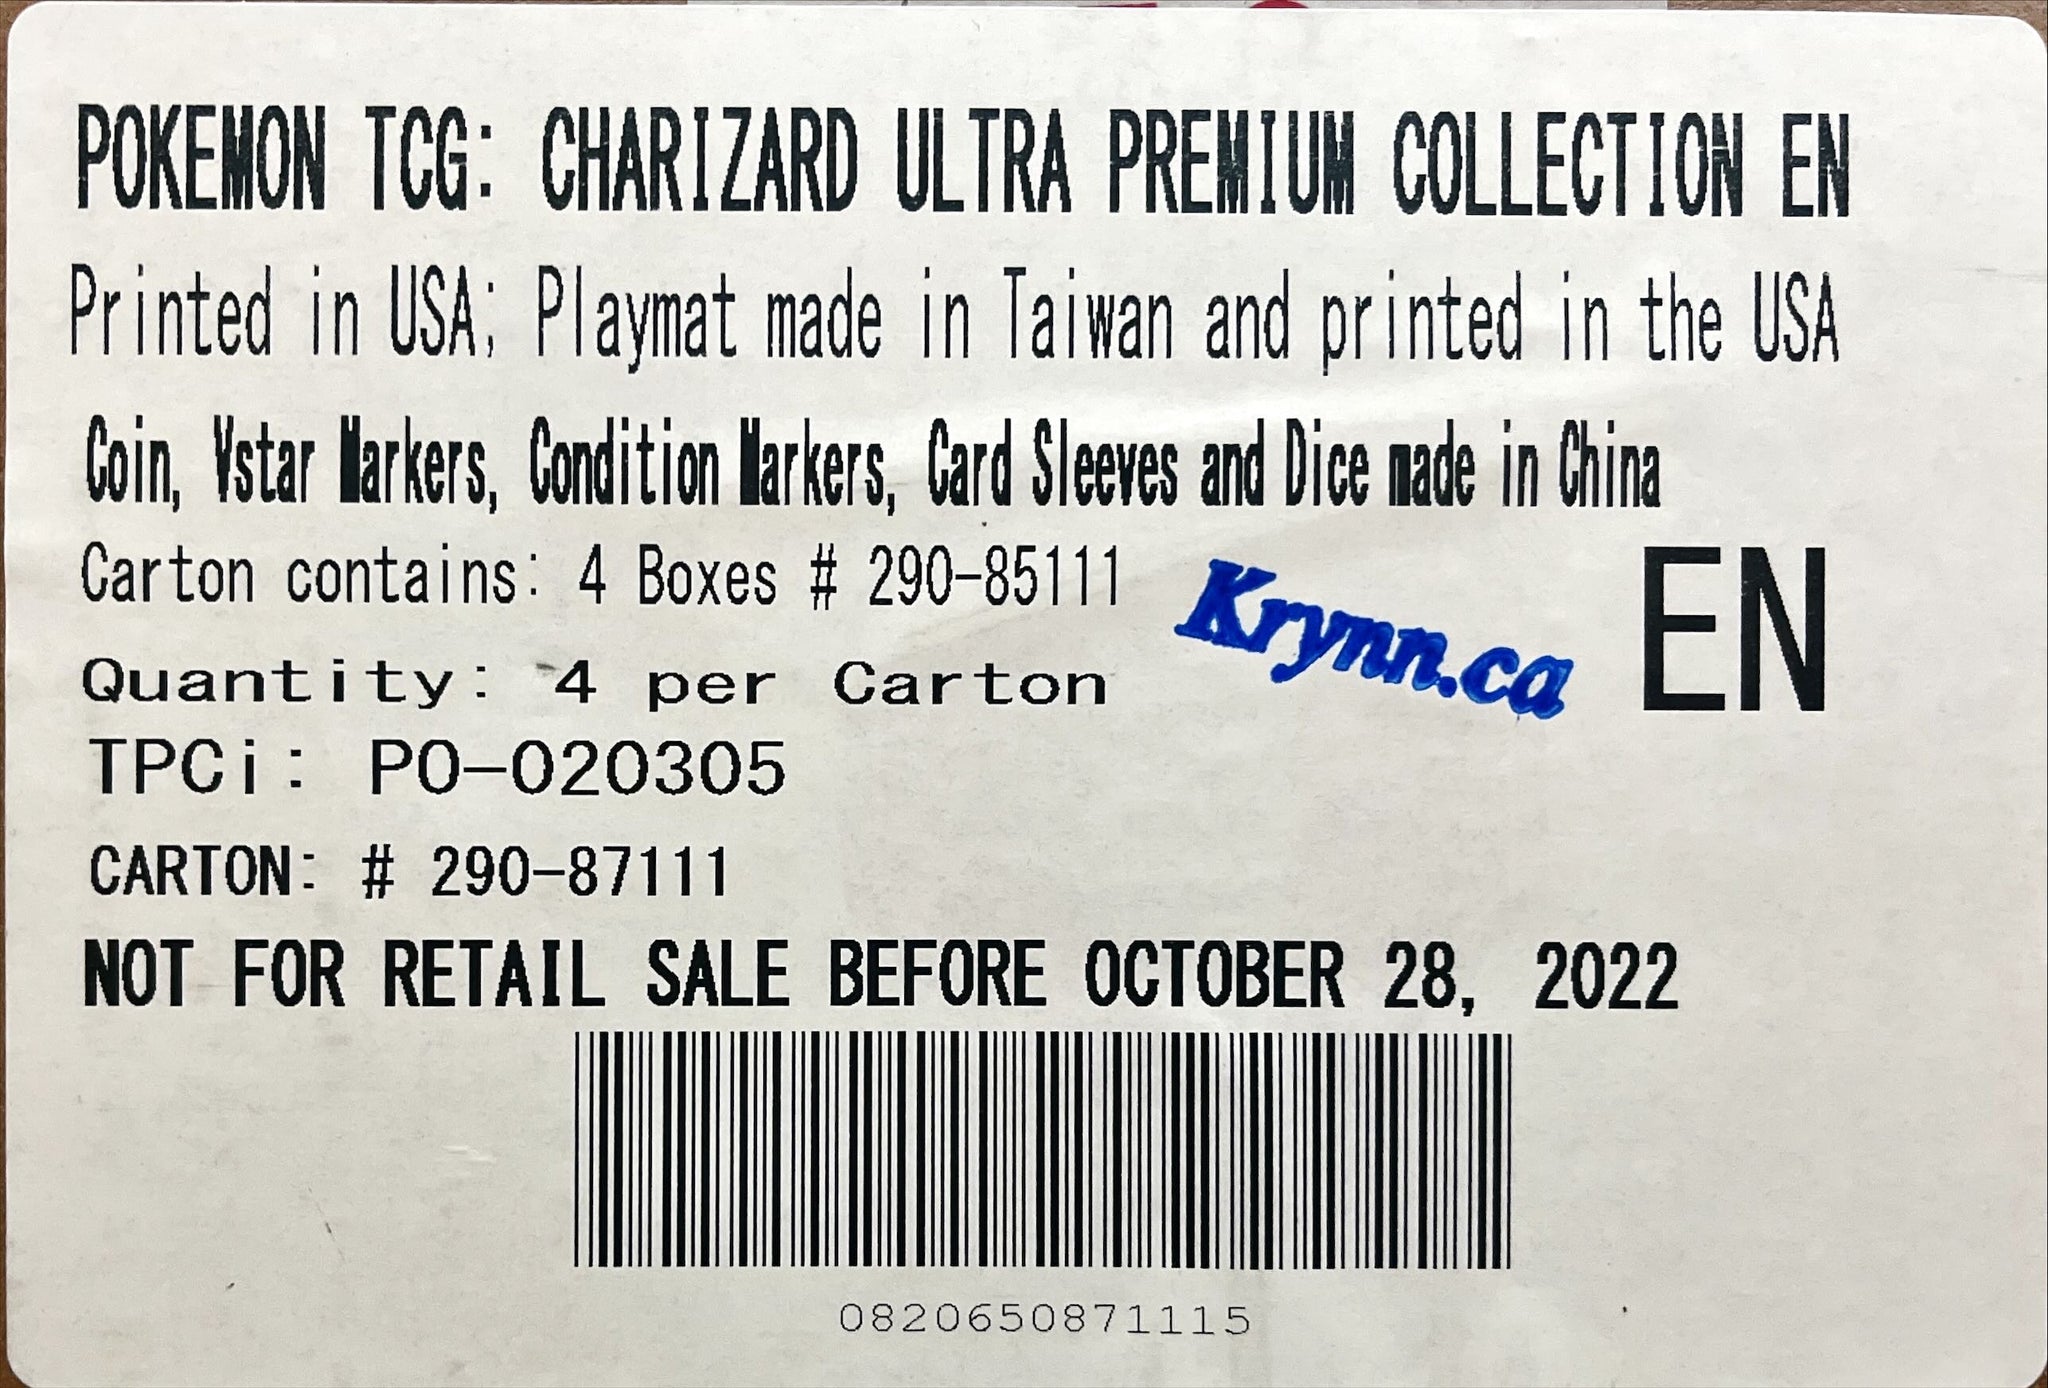 POKEMON TCG: CHARIZARD ULTRA PREMIUM COLLECTION EN
Printed in USA; Playmat made in Taiwan and printed in the USA
Coin, Vstar Markers, Condition Markers, Card Sleeves and Dice made in China
Carton contains: 4 Boxes # 290-85111
Krynn.ca
EN
Quantity: 4 per Carton
TPCi: PO-020305
CARTON: # 290-87111
NOT FOR RETAIL SALE BEFORE OCTOBER 28, 2022
0820650871115